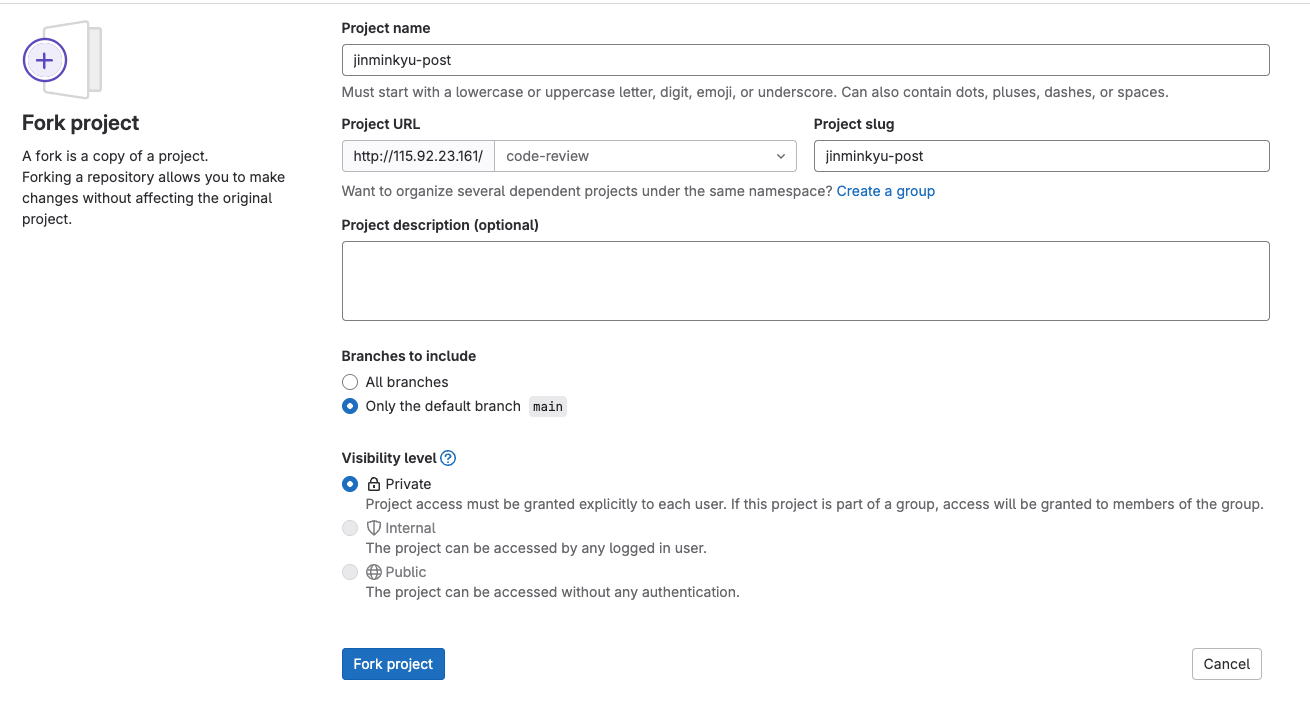 Fork project
A fork is a copy of a project.
Forking a repository allows you to make
changes without affecting the original
project.
Project name
jinminkyu-post
Must start with a lowercase or uppercase letter, digit, emoji, or underscore. Can also contain dots, pluses, dashes, or spaces.
Project URL
http://115.92.23.161/ code-review
Project slug
jinminkyu-post
Want to organize several dependent projects under the same namespace? Create a group
Project description (optional)
Branches to include
All branches
Only the default branch main
Visibility level
Private
Project access must be granted explicitly to each user. If this project is part of a group, access will be granted to members of the group.
Internal
The project can be accessed by any logged in user.
Public
The project can be accessed without any authentication.
Fork project
Cancel